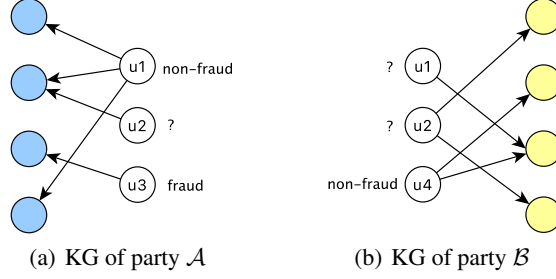 u1 non-fraud
u2 ?
u3 fraud
(a) KG of party 𝒜
? u1
? u2
non-fraud u4
(b) KG of party ℬ